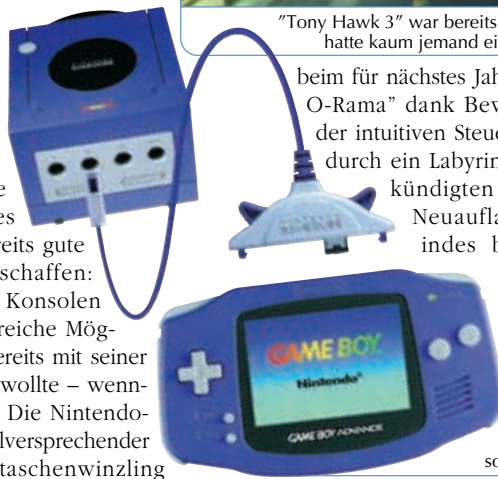 "Tony Hawk 3" war bereits
hatte kaum jemand ei
beim für nächstes Jah
O-Rama" dank Bew
der intuitiven Steue
durch ein Labyrin
kündigten
Neuaufla
indes b
e
es
reits gute
schaffen:
Konsolen
reiche Mög-
ereits mit seiner
wollte – wenn-
Die Nintendo-
lversprechender
taschenwinzling
GAME BOY
Nintendo
GAME BOY ADVANCE
so